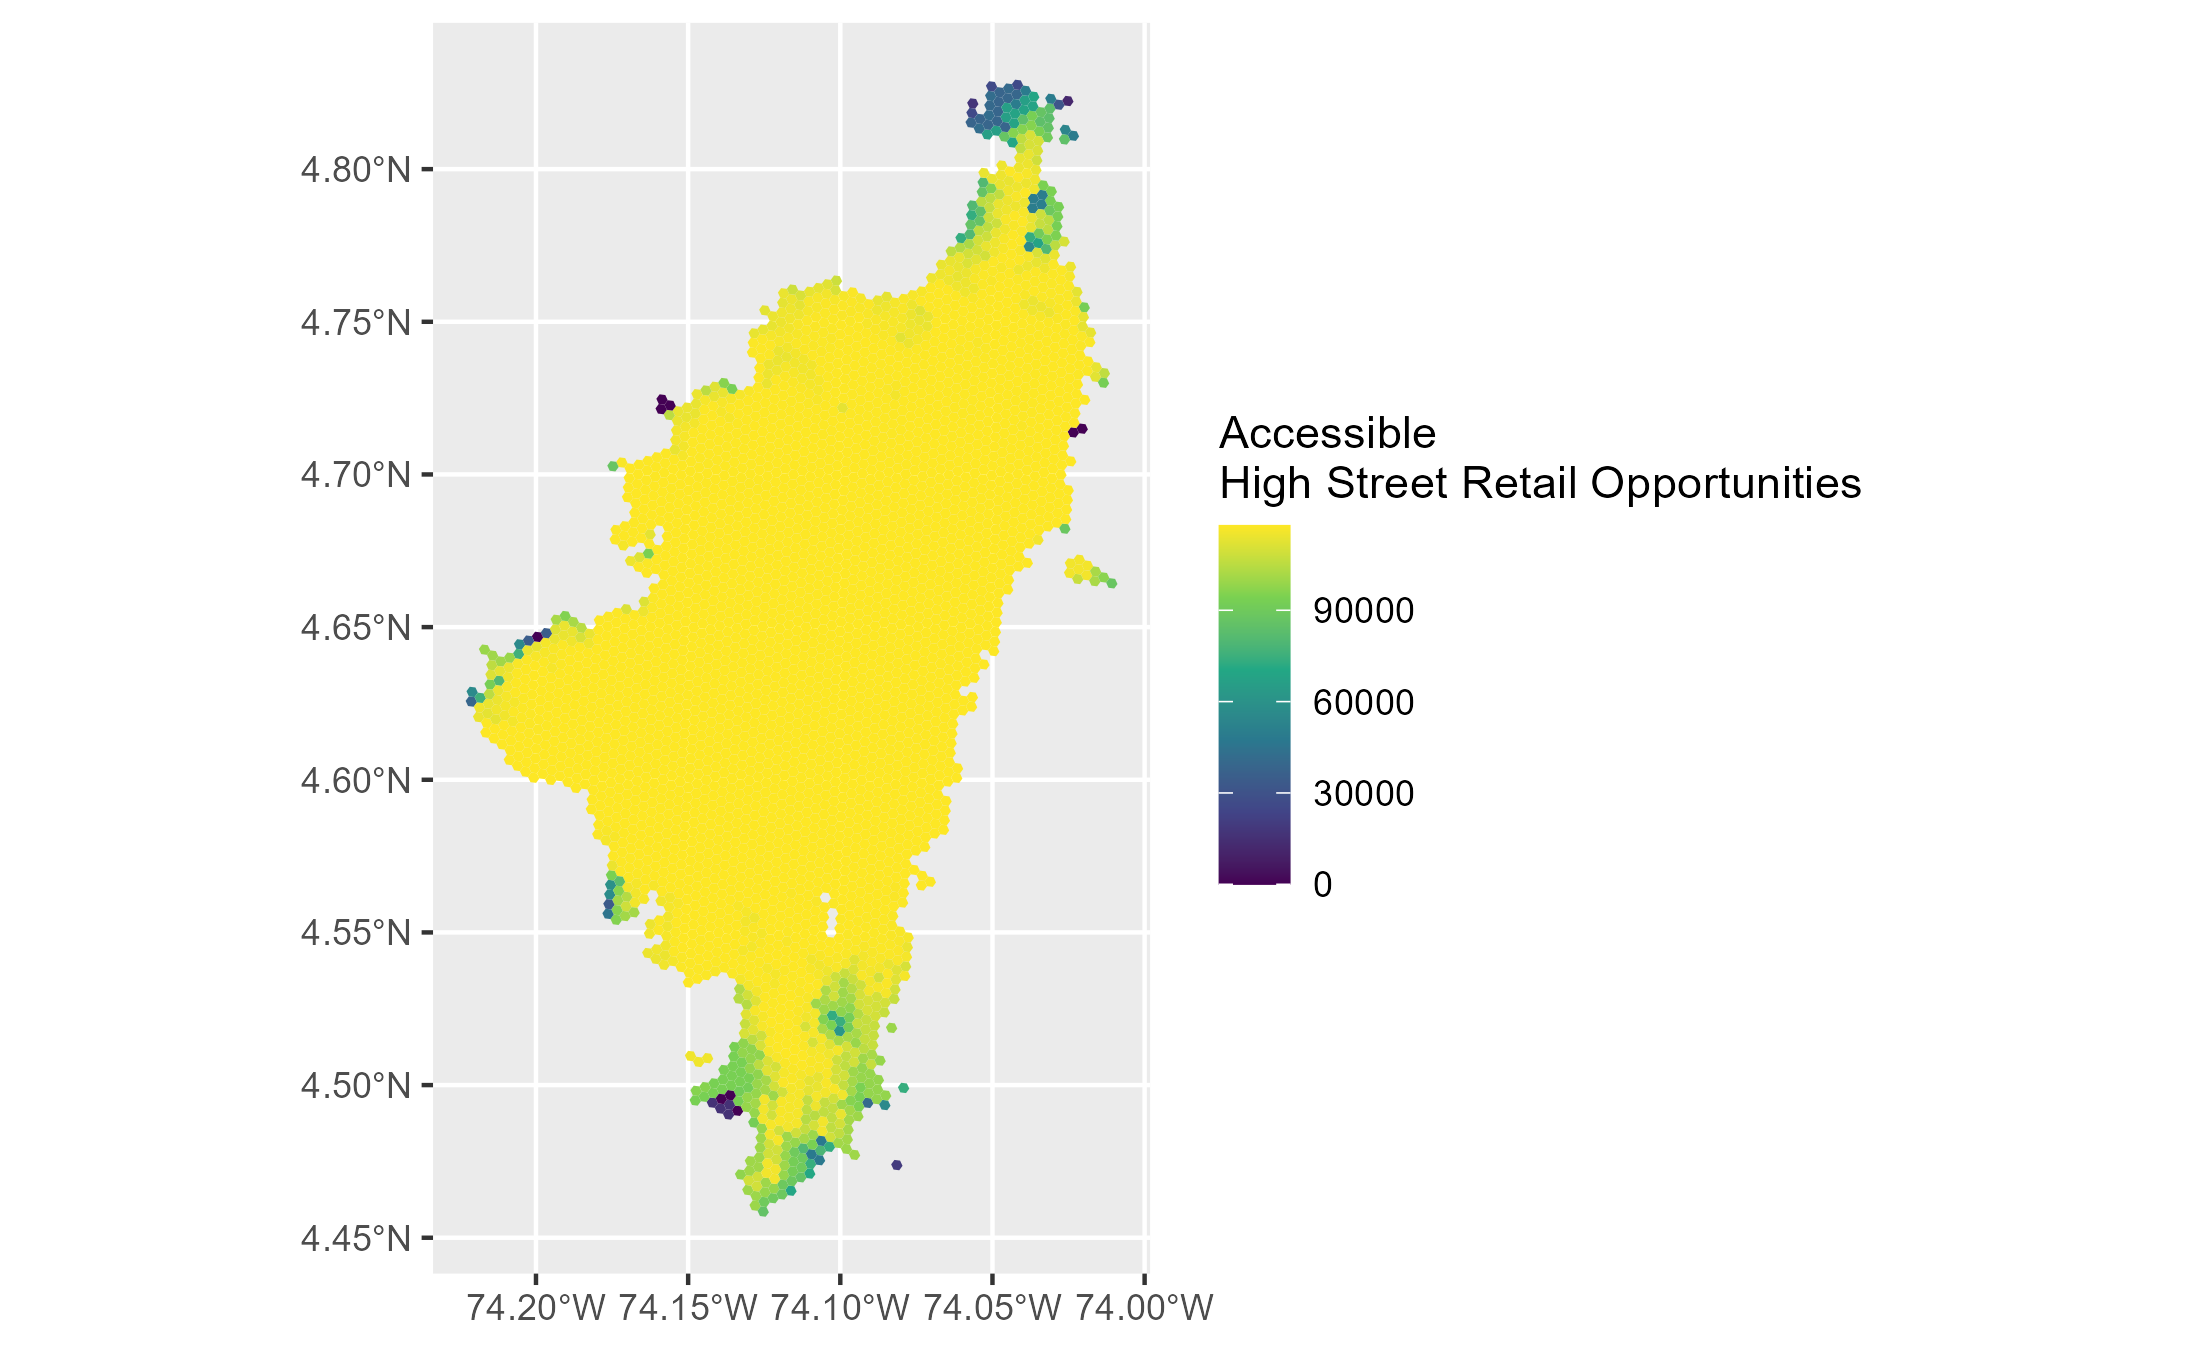 4.80°N
4.75°N
4.70°N
4.65°N
4.60°N
4.55°N
4.50°N
4.45°N
74.20°W 74.15°W 74.10°W 74.05°W 74.00°W
Accessible
High Street Retail Opportunities
90000
60000
30000
0